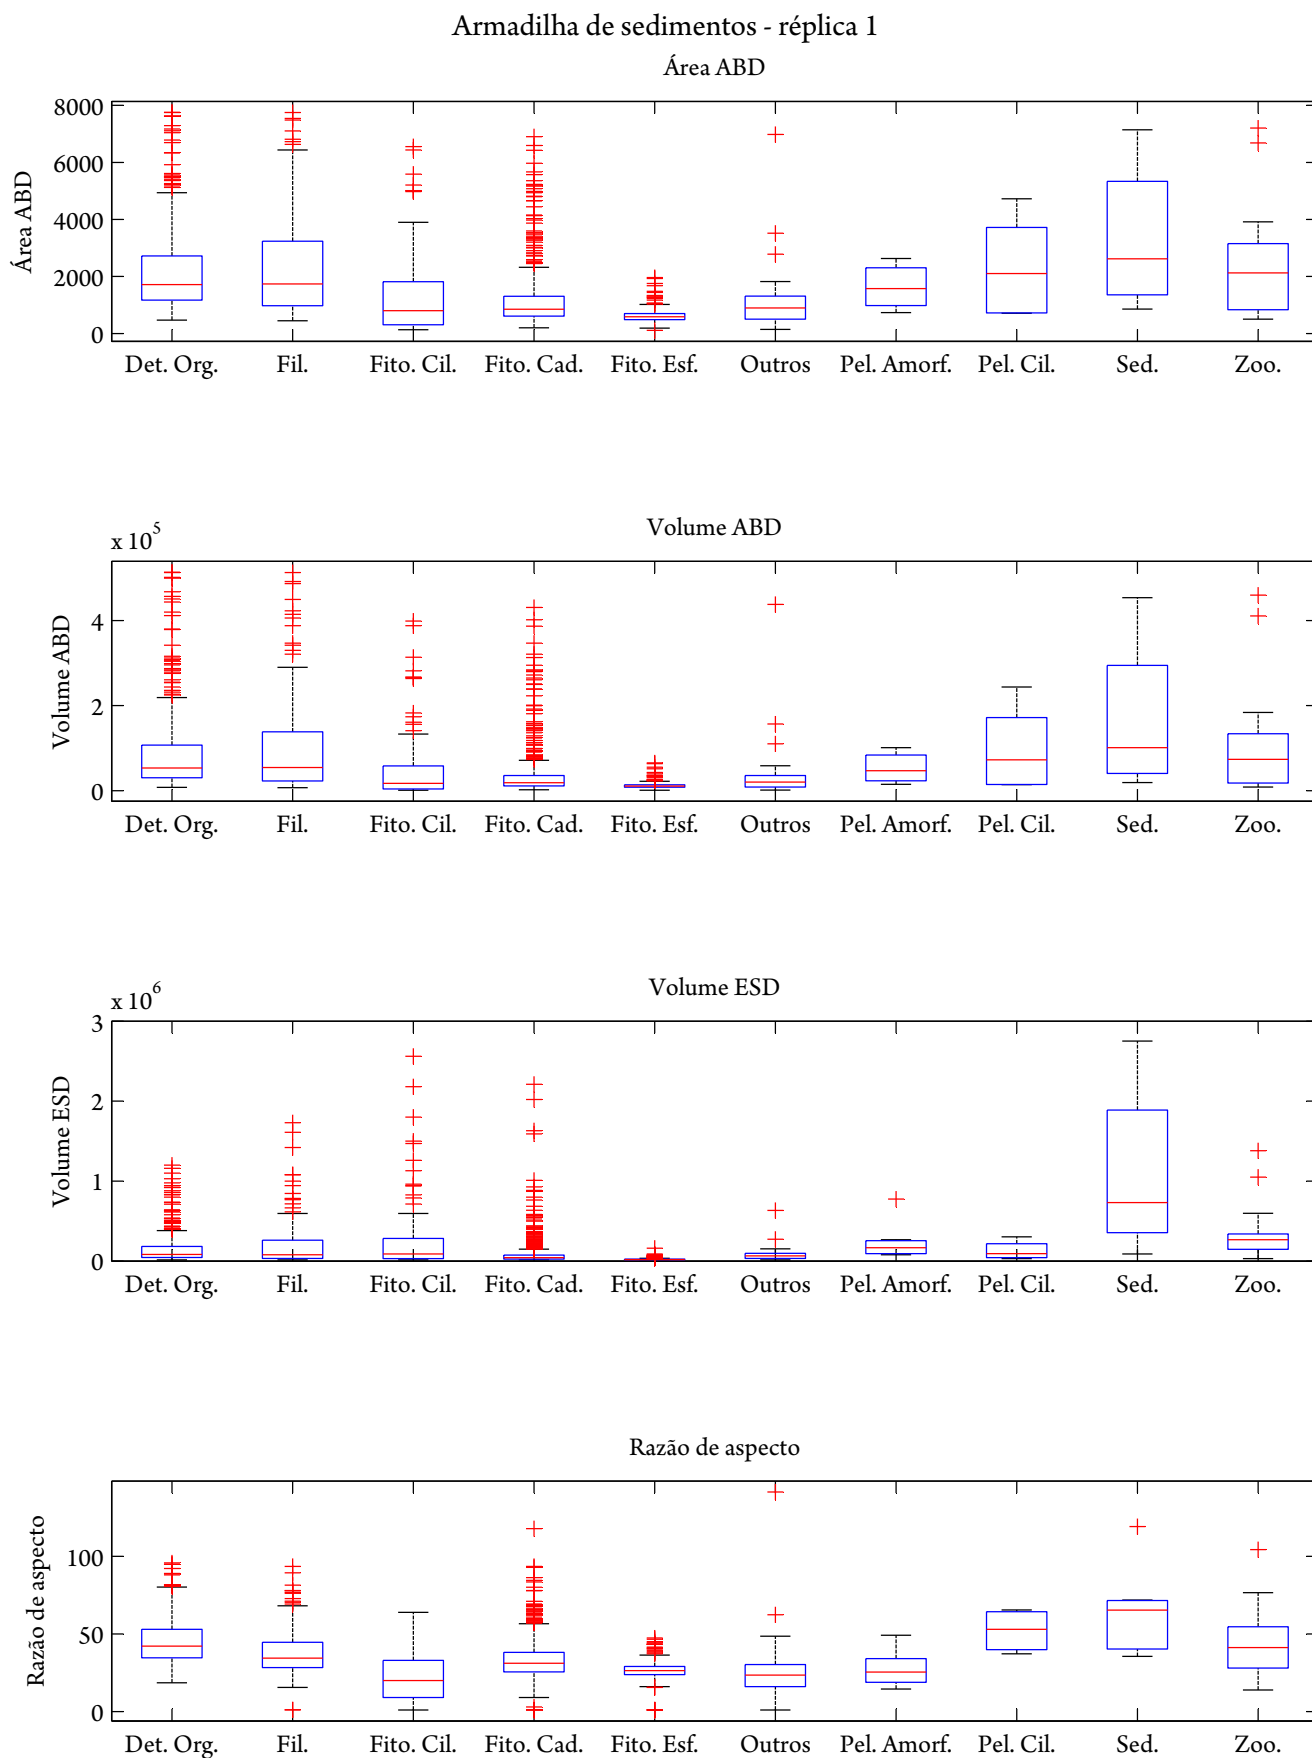 Armadilha de sedimentos - réplica 1
Área ABD
Área ABD
8000
6000
4000
2000
0
Det. Org. Fil. Fito. Cil. Fito. Cad. Fito. Esf. Outros Pel. Amorf. Pel. Cil. Sed. Zoo.
x 10^5
Volume ABD
Volume ABD
4
2
0
Det. Org. Fil. Fito. Cil. Fito. Cad. Fito. Esf. Outros Pel. Amorf. Pel. Cil. Sed. Zoo.
x 10^6
Volume ESD
Volume ESD
3
2
1
0
Det. Org. Fil. Fito. Cil. Fito. Cad. Fito. Esf. Outros Pel. Amorf. Pel. Cil. Sed. Zoo.
Razão de aspecto
Razão de aspecto
100
50
0
Det. Org. Fil. Fito. Cil. Fito. Cad. Fito. Esf. Outros Pel. Amorf. Pel. Cil. Sed. Zoo.